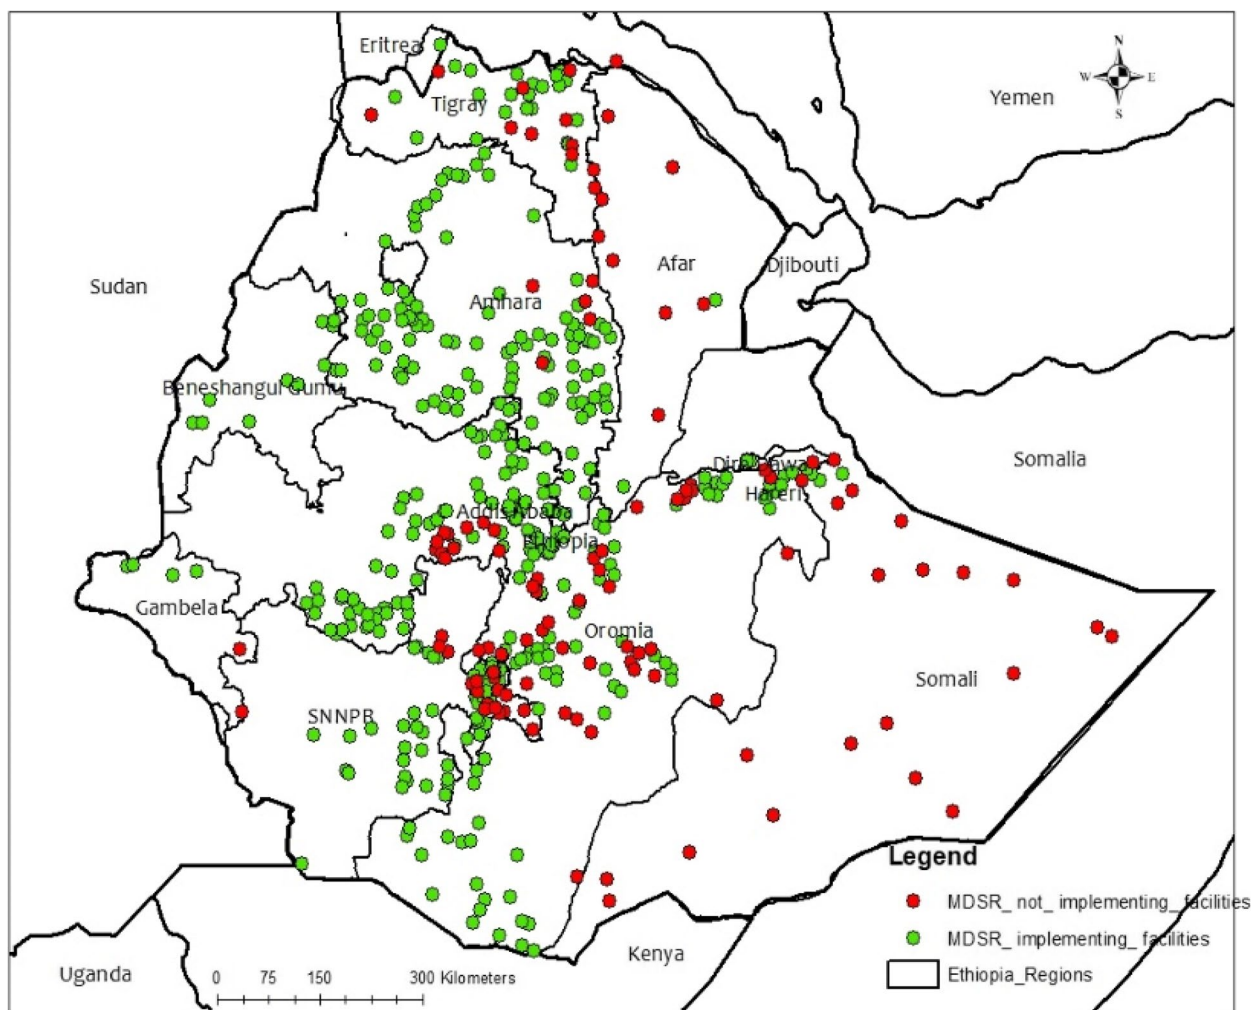 N
Eritrea
W E
S
Tigray
Yemen
Sudan
Afar
Djibouti
Amhara
Beneshangul Gumu
Somalia
Dire Dawa
Hareri
Addis Ababa
Ethiopia
Gambela
Oromia
Somali
SNNPR
Legend
MDSR_ not_ implementing_ facilities
MDSR_ implementing_ facilities
Ethiopia_Regions
Kenya
Uganda
0 75 150 300 Kilometers